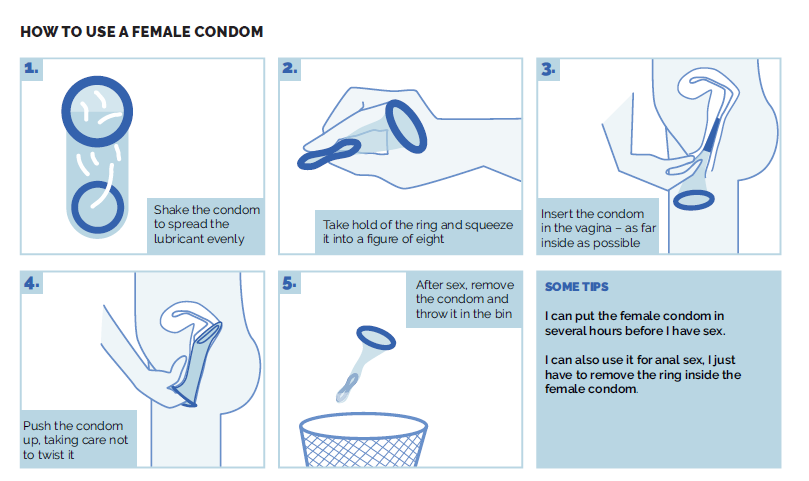 HOW TO USE A FEMALE CONDOM
1.
Shake the condom
to spread the
lubricant evenly
2.
Take hold of the ring and squeeze
it into a figure of eight
3.
Insert the condom
in the vagina – as far
inside as possible
4.
Push the condom
up, taking care not
to twist it
5.
After sex, remove
the condom and
throw it in the bin
SOME TIPS
I can put the female condom in
several hours before I have sex.
I can also use it for anal sex, I just
have to remove the ring inside the
female condom.